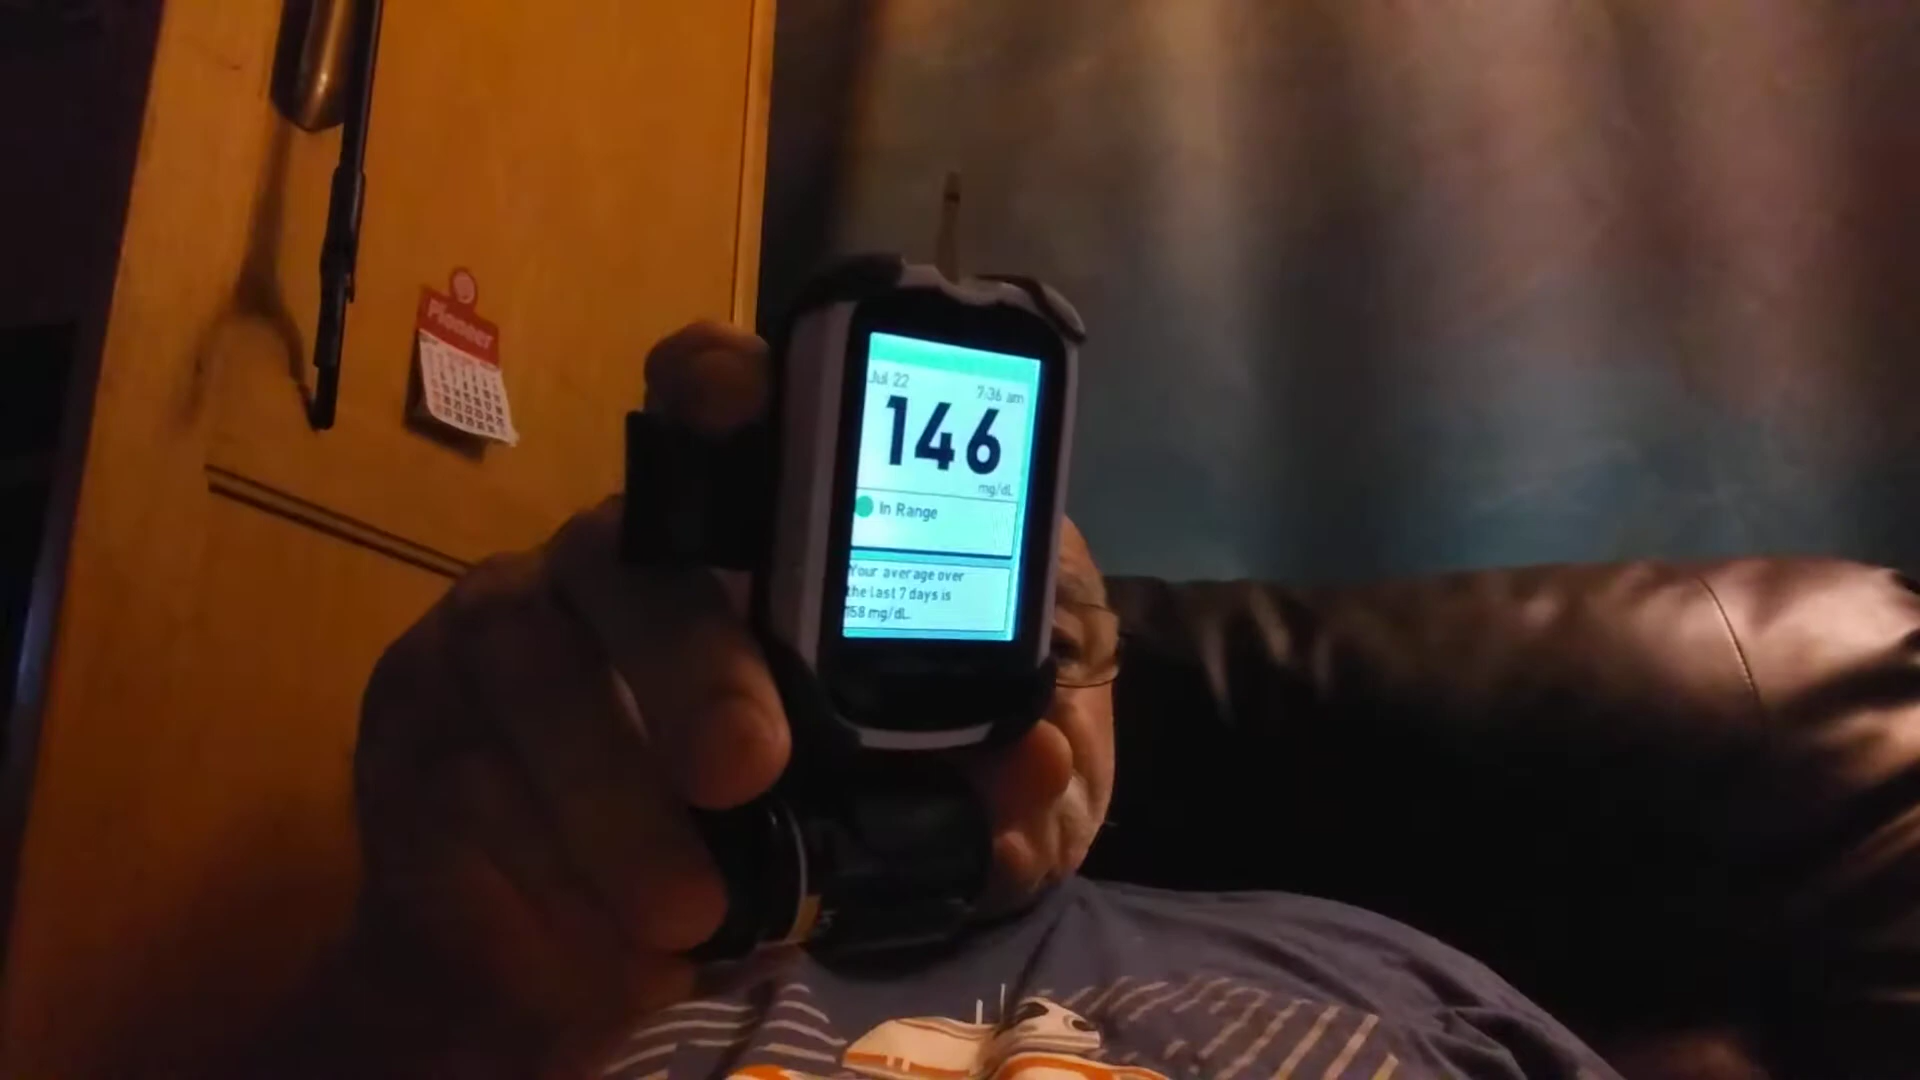 Pioneer
Jul 22
7:36 am
146
mg/dL
In Range
Your average over
the last 7 days is
158 mg/dL.